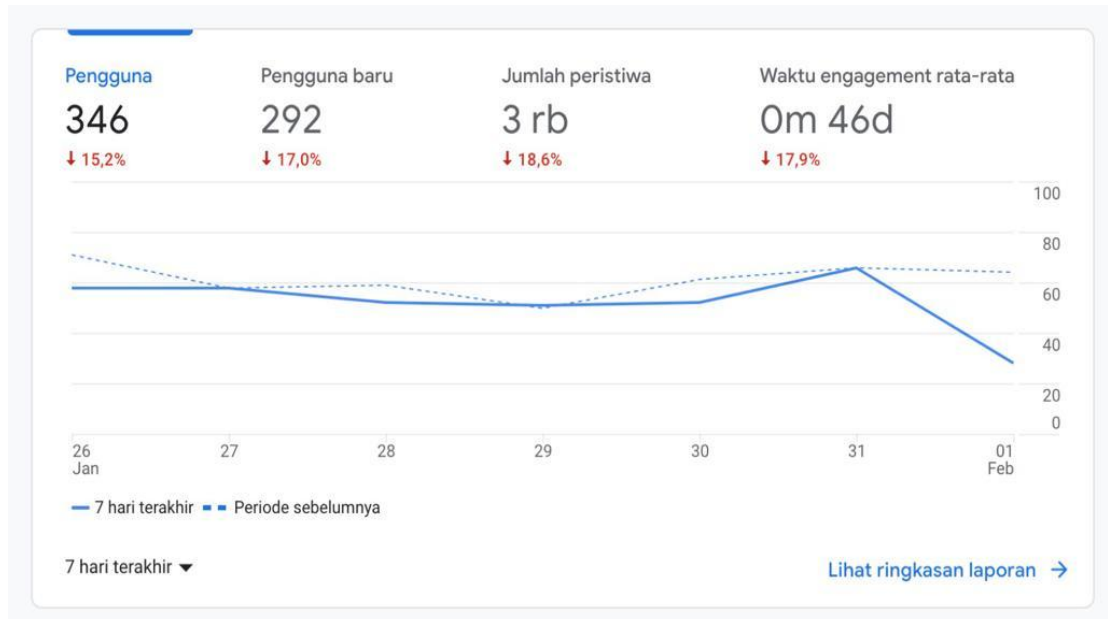 Pengguna Pengguna baru Jumlah peristiwa Waktu engagement rata-rata
346 292 3 rb 0m 46d
↓ 15,2% ↓ 17,0% ↓ 18,6% ↓ 17,9%
100
80
60
40
20
0
26 27 28 29 30 31 01
Jan Feb
7 hari terakhir Periode sebelumnya
7 hari terakhir Lihat ringkasan laporan →